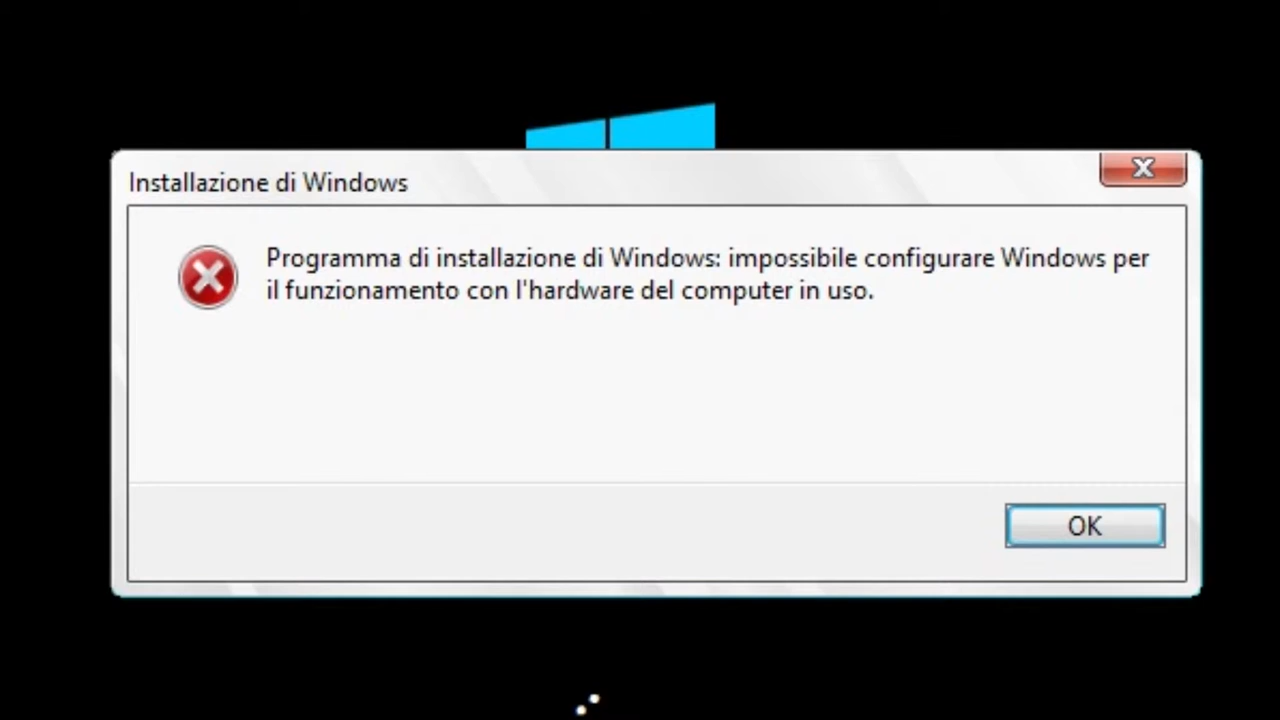 Installazione di Windows
Programma di installazione di Windows: impossibile configurare Windows per
il funzionamento con l'hardware del computer in uso.
OK